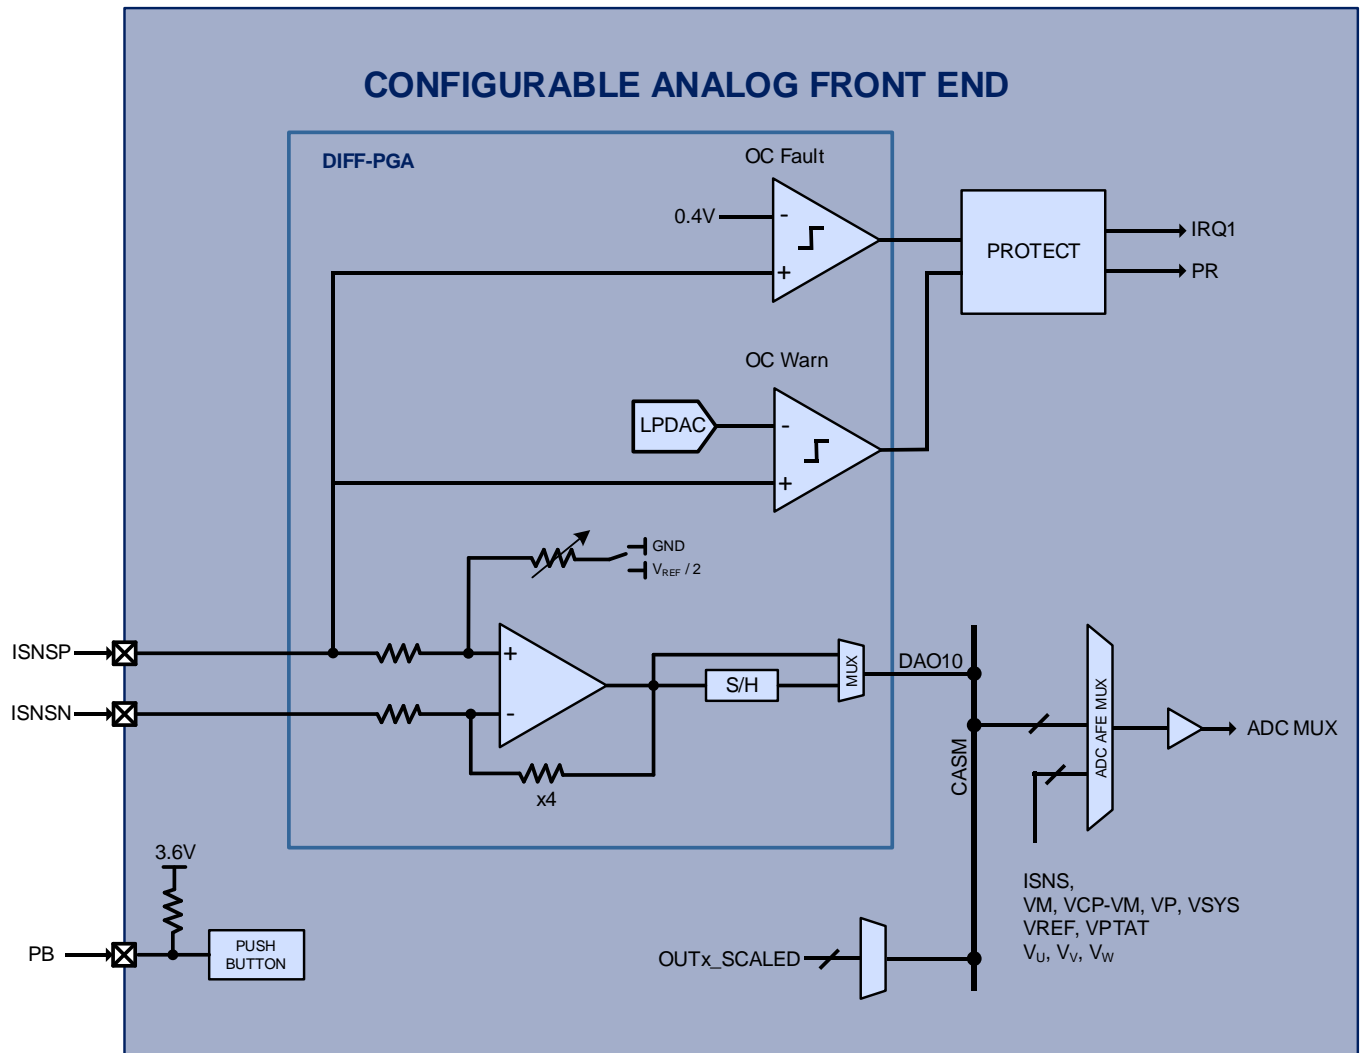 CONFIGURABLE ANALOG FRONT END
DIFF-PGA
OC Fault
0.4V
-
+
PROTECT
IRQ1
PR
OC Warn
LPDAC
-
+
GND
VREF / 2
ISNSP
+
ISNSN
-
S/H
MUX
DAO10
x4
CASM
ADC AFE MUX
ADC MUX
3.6V
PB
PUSH
BUTTON
OUTx_SCALED
ISNS,
VM, VCP-VM, VP, VSYS
VREF, VPTAT
VU, VV, VW